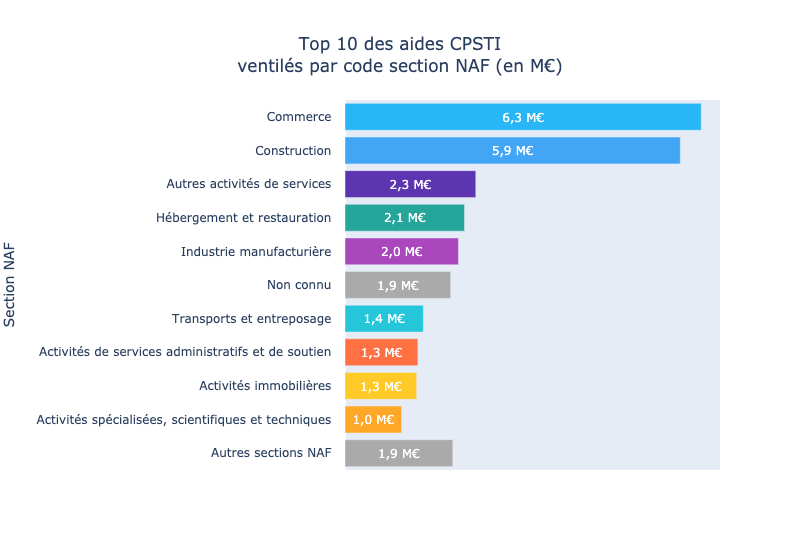 Top 10 des aides CPSTI
ventilés par code section NAF (en M€)
Section NAF
Commerce 6,3 M€
Construction 5,9 M€
Autres activités de services 2,3 M€
Hébergement et restauration 2,1 M€
Industrie manufacturière 2,0 M€
Non connu 1,9 M€
Transports et entreposage 1,4 M€
Activités de services administratifs et de soutien 1,3 M€
Activités immobilières 1,3 M€
Activités spécialisées, scientifiques et techniques 1,0 M€
Autres sections NAF 1,9 M€